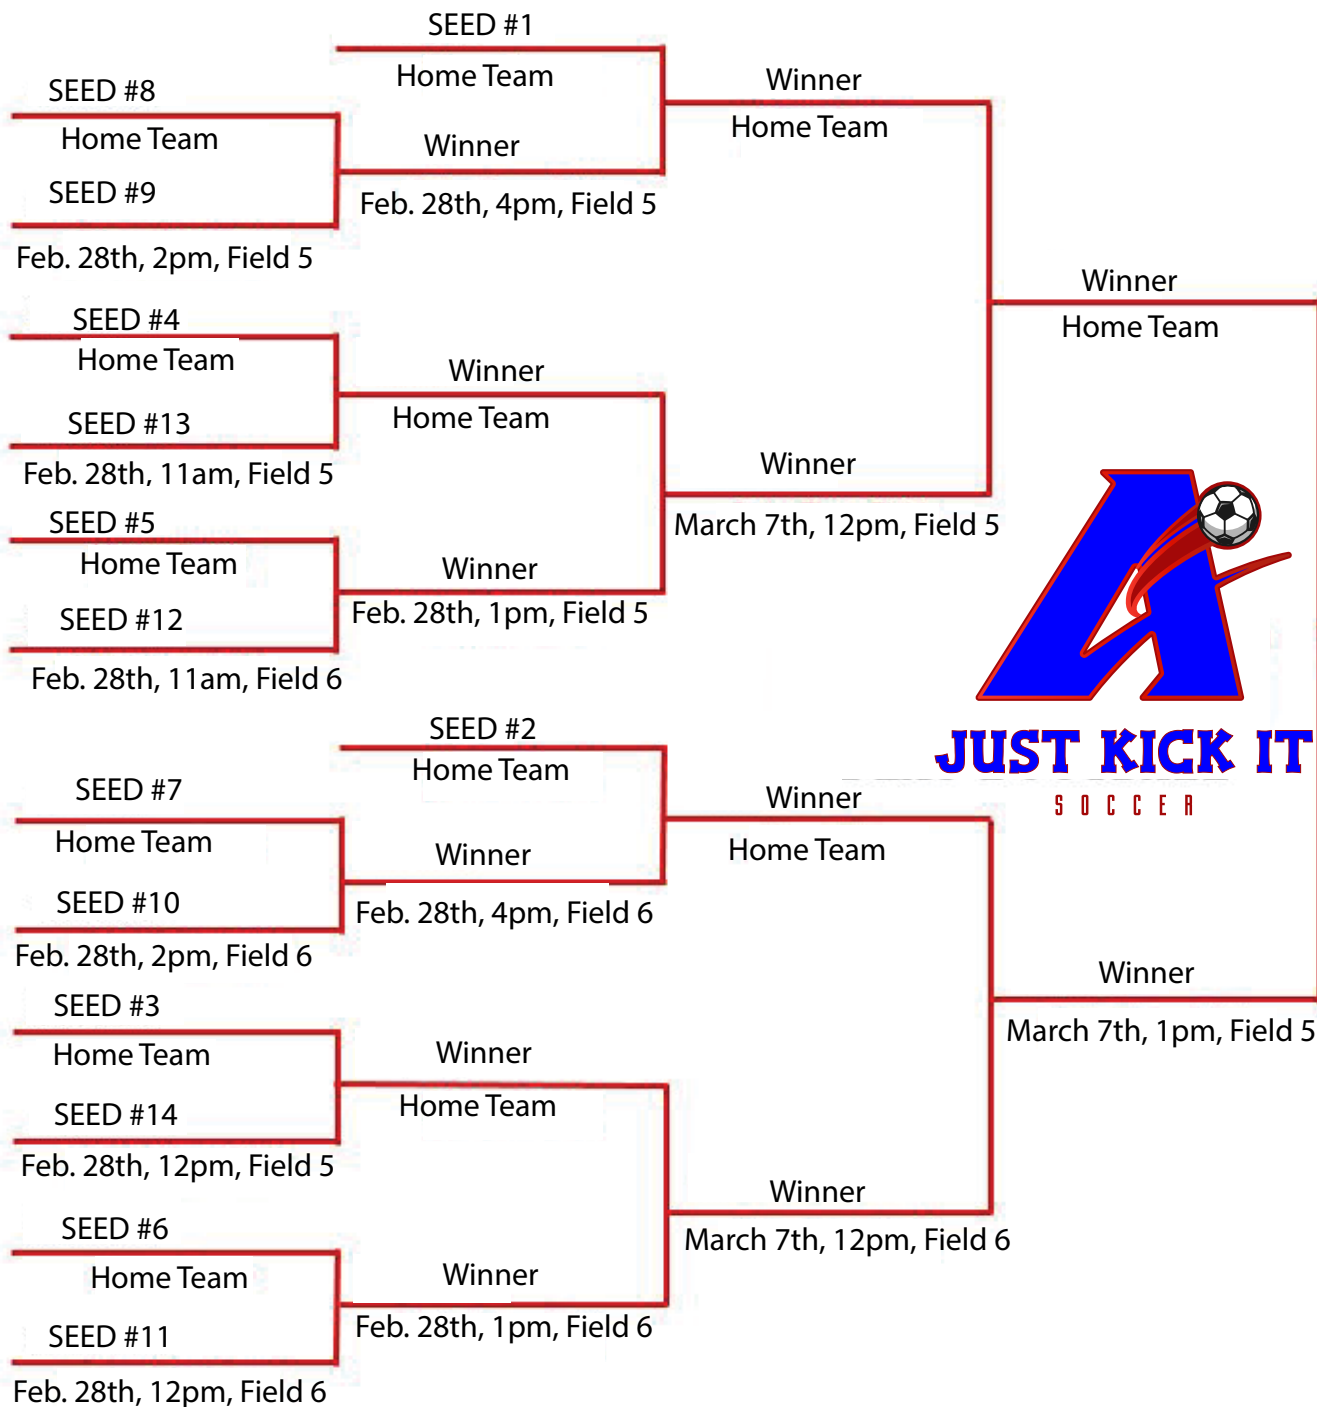 SEED #1
Home Team
SEED #8
Home Team
SEED #9
Feb. 28th, 2pm, Field 5
Winner
Feb. 28th, 4pm, Field 5
Winner
Home Team
SEED #4
Home Team
SEED #13
Feb. 28th, 11am, Field 5
SEED #5
Home Team
SEED #12
Feb. 28th, 11am, Field 6
Winner
Home Team
Winner
Feb. 28th, 1pm, Field 5
Winner
March 7th, 12pm, Field 5
Winner
Home Team
JUST KICK IT
SOCCER
SEED #2
Home Team
SEED #7
Home Team
SEED #10
Feb. 28th, 2pm, Field 6
Winner
Feb. 28th, 4pm, Field 6
Winner
Home Team
SEED #3
Home Team
SEED #14
Feb. 28th, 12pm, Field 5
SEED #6
Home Team
SEED #11
Feb. 28th, 12pm, Field 6
Winner
Home Team
Winner
Feb. 28th, 1pm, Field 6
Winner
March 7th, 12pm, Field 6
Winner
March 7th, 1pm, Field 5